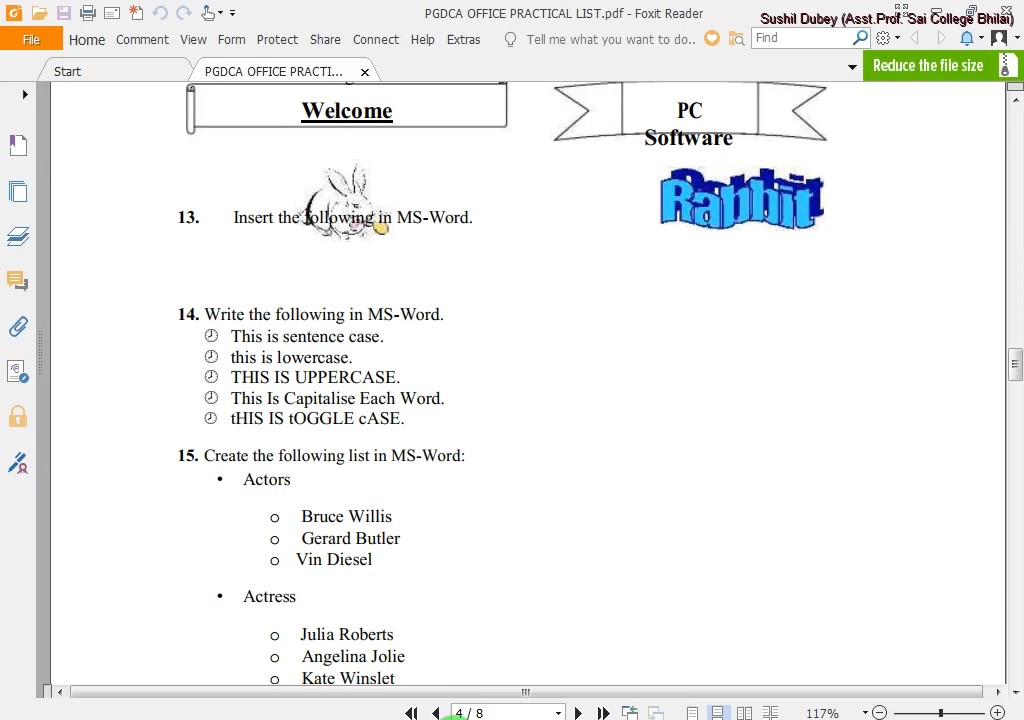 PGDCA OFFICE PRACTICAL LIST.pdf - Foxit Reader
Sushil Dubey (Asst.Prof. Sai College Bhilai)
File Home Comment View Form Protect Share Connect Help Extras Tell me what you want to do.. Find
Start
PGDCA OFFICE PRACTI... x
Reduce the file size
Welcome
PC
Software
Rabbit
13. Insert the following in MS-Word.
14. Write the following in MS-Word.
This is sentence case.
this is lowercase.
THIS IS UPPERCASE.
This Is Capitalise Each Word.
tHIS IS tOGGLE cASE.
15. Create the following list in MS-Word:
• Actors
o Bruce Willis
o Gerard Butler
o Vin Diesel
• Actress
o Julia Roberts
o Angelina Jolie
o Kate Winslet
4 / 8
117%